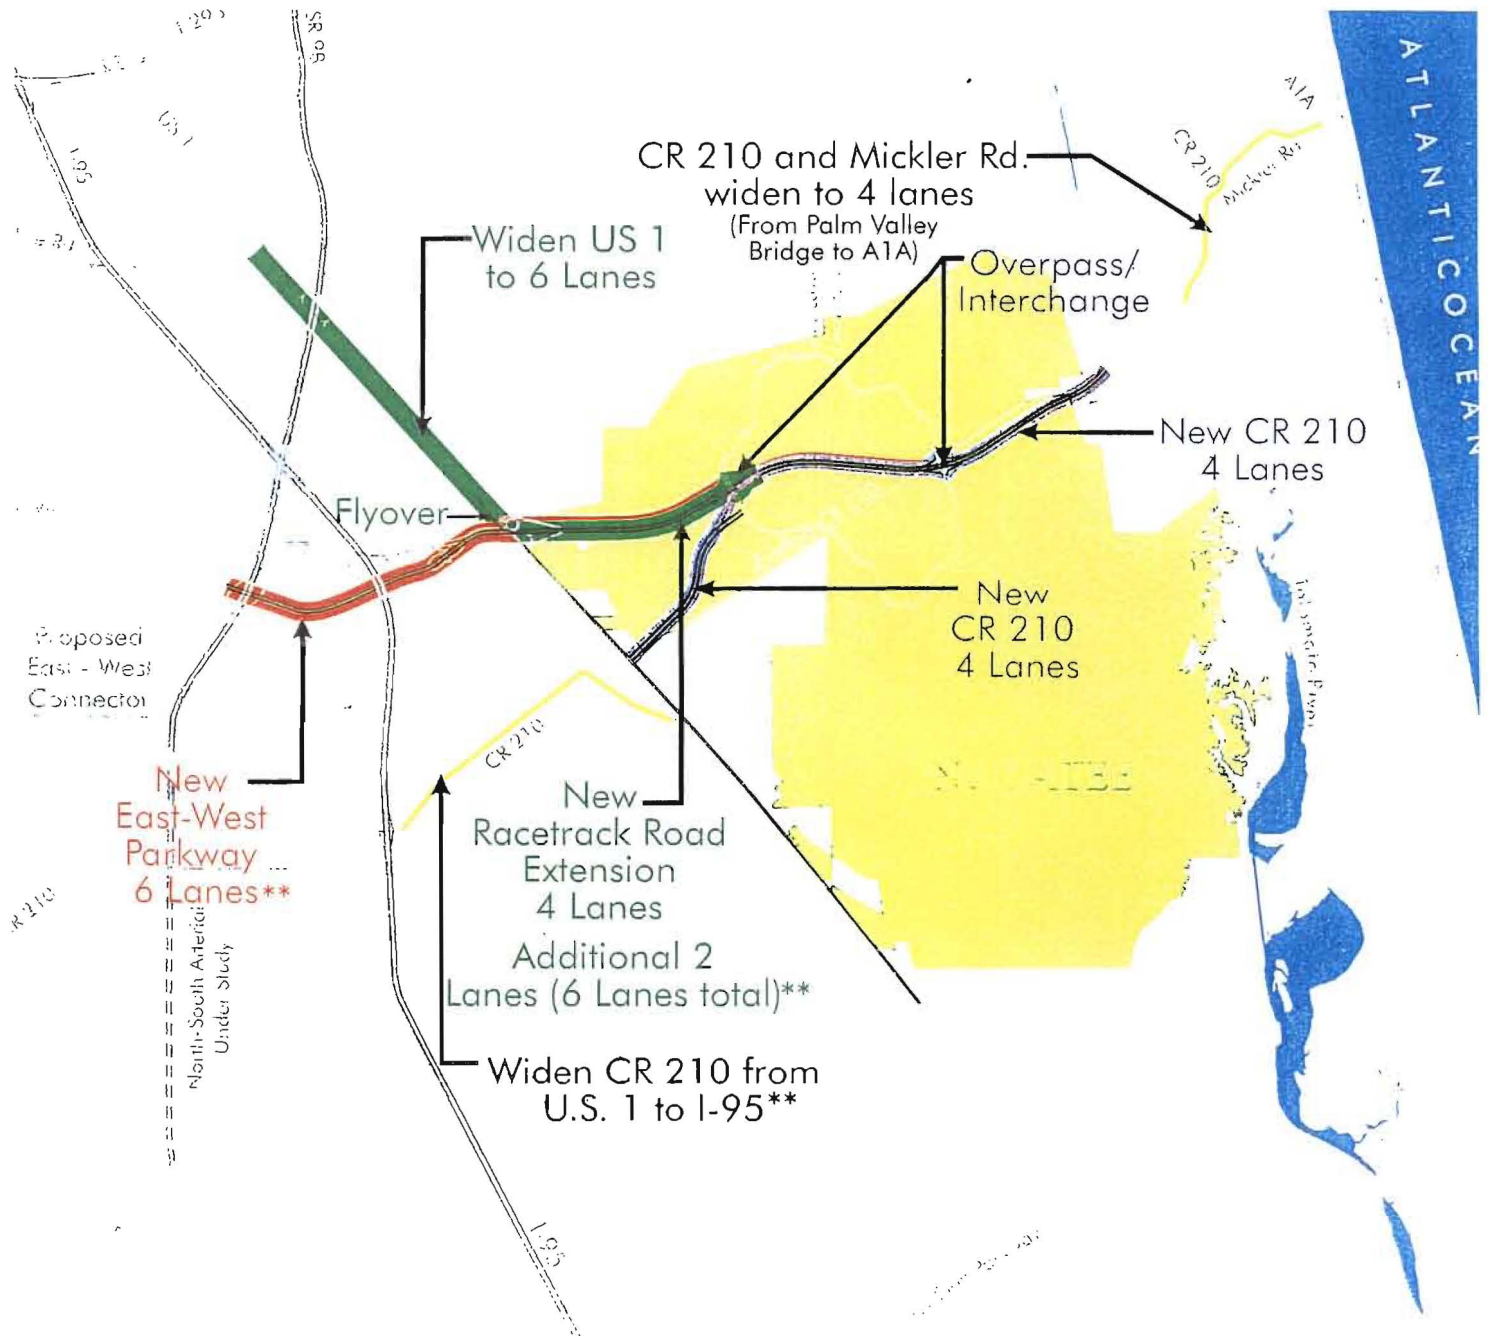 SR 9B
US 1
I-95
A1A
CR 210
Mickler Rd
ATLANTIC OCEAN
CR 210 and Mickler Rd.
widen to 4 lanes
(From Palm Valley
Bridge to A1A)
Widen US 1
to 6 Lanes
Overpass/
Interchange
New CR 210
4 Lanes
Flyover
New
CR 210
4 Lanes
Proposed
East - West
Connector
CR 210
New
East-West
Parkway
6 Lanes**
New
Racetrack Road
Extension
4 Lanes
Additional 2
Lanes (6 Lanes total)**
North-South Arterial
Under Study
Widen CR 210 from
U.S. 1 to I-95**
I-95